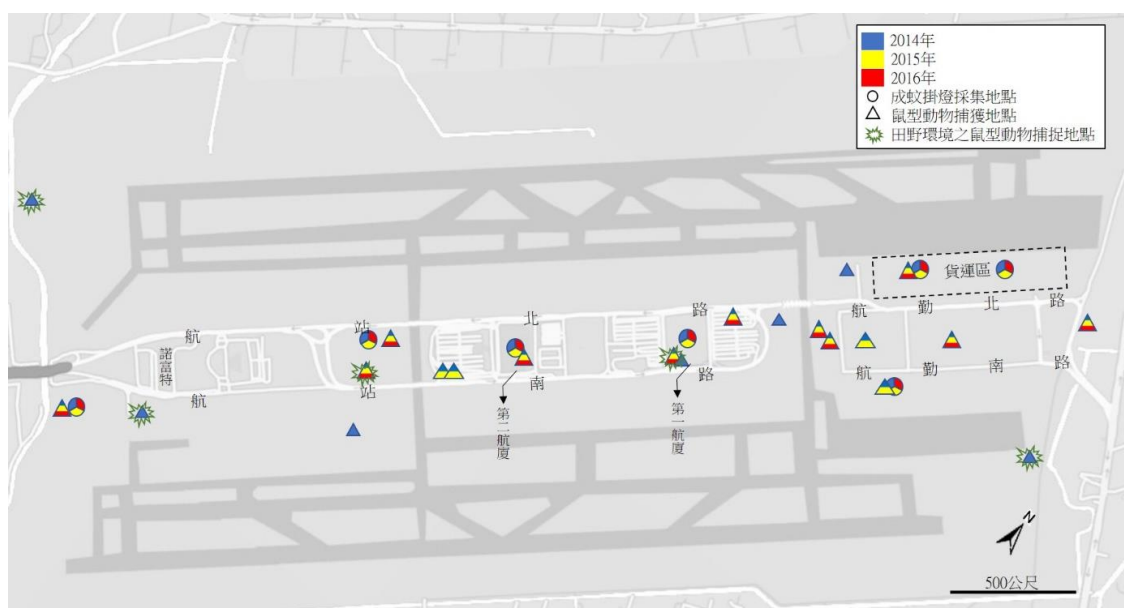 2014年
2015年
2016年
成蚊掛燈採集地點
鼠型動物捕獲地點
田野環境之鼠型動物捕捉地點
貨運區
航 站 北 路
航 勤 北 路
諾富特
航 站 南 路
航 勤 南 路
第二航廈
第一航廈
N
500公尺